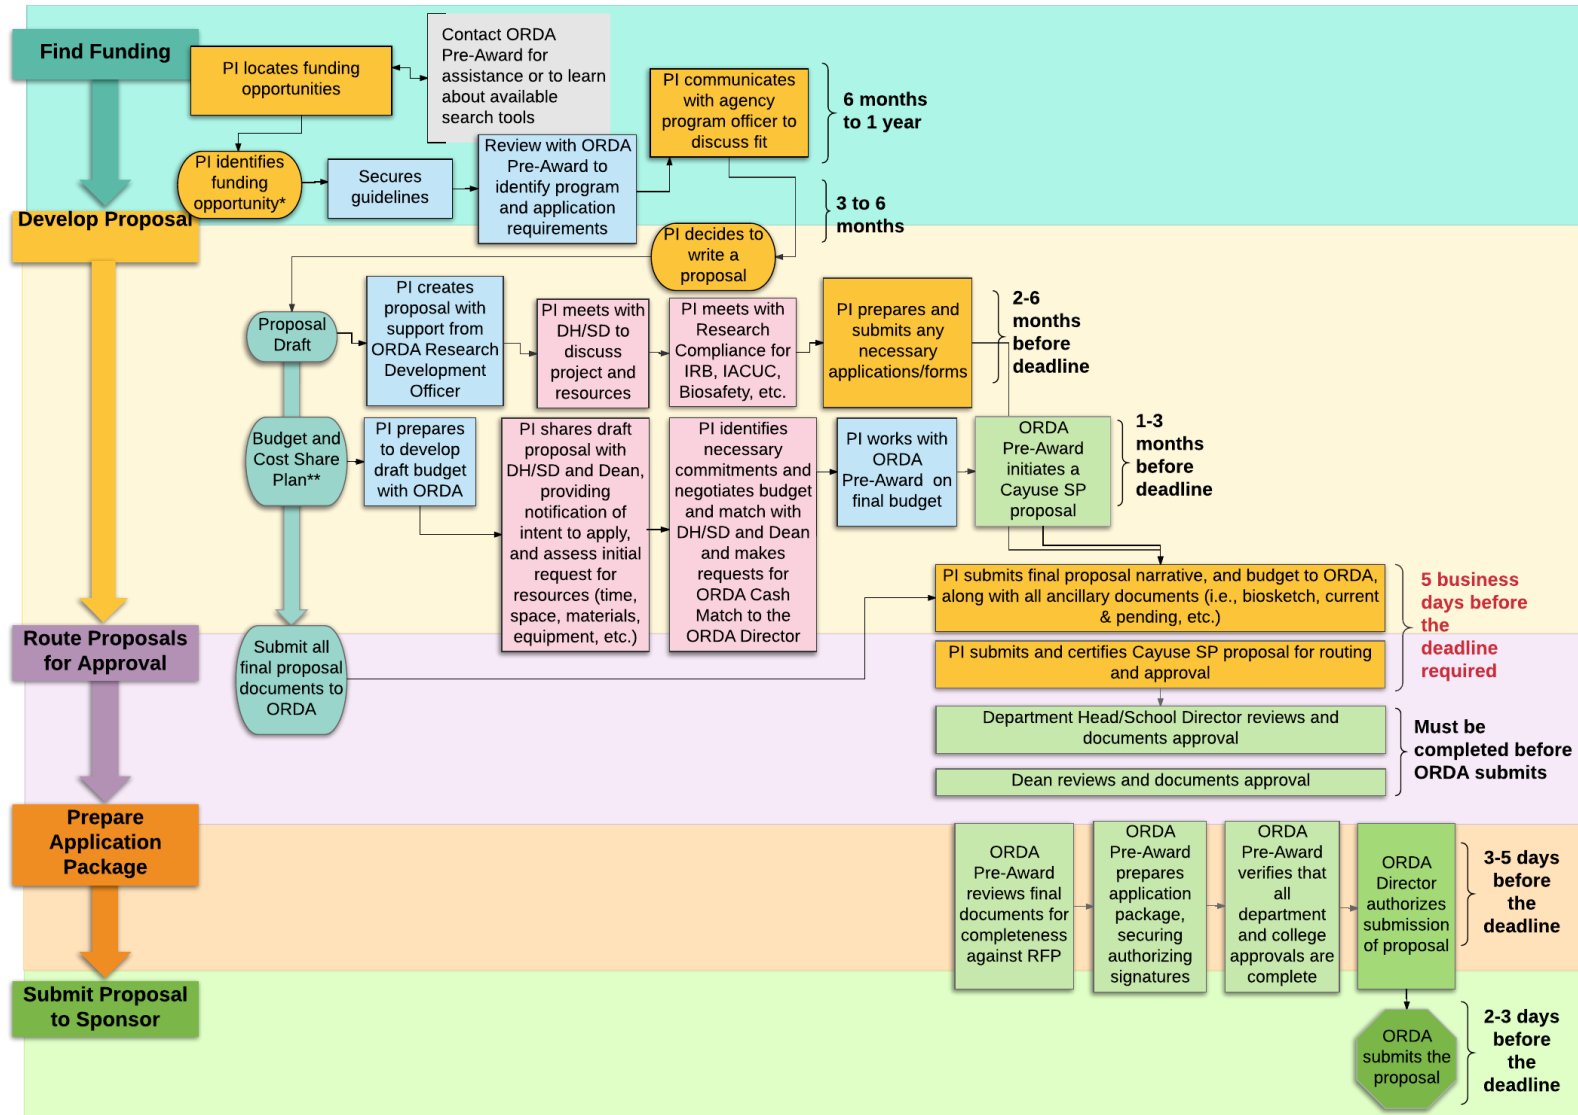 Find Funding
PI locates funding
opportunities
Contact ORDA
Pre-Award for
assistance or to learn
about available
search tools
PI communicates
with agency
program officer to
discuss fit
6 months
to 1 year
PI identifies
funding
opportunity*
Secures
guidelines
Review with ORDA
Pre-Award to
identify program
and application
requirements
3 to 6
months
Develop Proposal
PI decides to
write a
proposal
Proposal
Draft
PI creates
proposal with
support from
ORDA Research
Development
Officer
PI meets with
DH/SD to
discuss
project and
resources
PI meets with
Research
Compliance for
IRB, IACUC,
Biosafety, etc.
PI prepares and
submits any
necessary
applications/forms
2-6
months
before
deadline
Budget and
Cost Share
Plan**
PI prepares
to develop
draft budget
with ORDA
PI shares draft
proposal with
DH/SD and Dean,
providing
notification of
intent to apply,
and assess initial
request for
resources (time,
space, materials,
equipment, etc.)
PI identifies
necessary
commitments and
negotiates budget
and match with
DH/SD and Dean
and makes
requests for
ORDA Cash
Match to the
ORDA Director
PI works with
ORDA
Pre-Award on
final budget
ORDA
Pre-Award
initiates a
Cayuse SP
proposal
1-3
months
before
deadline
PI submits final proposal narrative, and budget to ORDA,
along with all ancillary documents (i.e., biosketch, current
& pending, etc.)
5 business
days before
the
deadline
required
Route Proposals
for Approval
Submit all
final proposal
documents to
ORDA
PI submits and certifies Cayuse SP proposal for routing
and approval
Department Head/School Director reviews and
documents approval
Dean reviews and documents approval
Must be
completed before
ORDA submits
Prepare
Application
Package
ORDA
Pre-Award
reviews final
documents for
completeness
against RFP
ORDA
Pre-Award
prepares
application
package,
securing
authorizing
signatures
ORDA
Pre-Award
verifies that
all
department
and college
approvals are
complete
ORDA
Director
authorizes
submission
of proposal
3-5 days
before
the
deadline
Submit Proposal
to Sponsor
ORDA
submits the
proposal
2-3 days
before
the
deadline